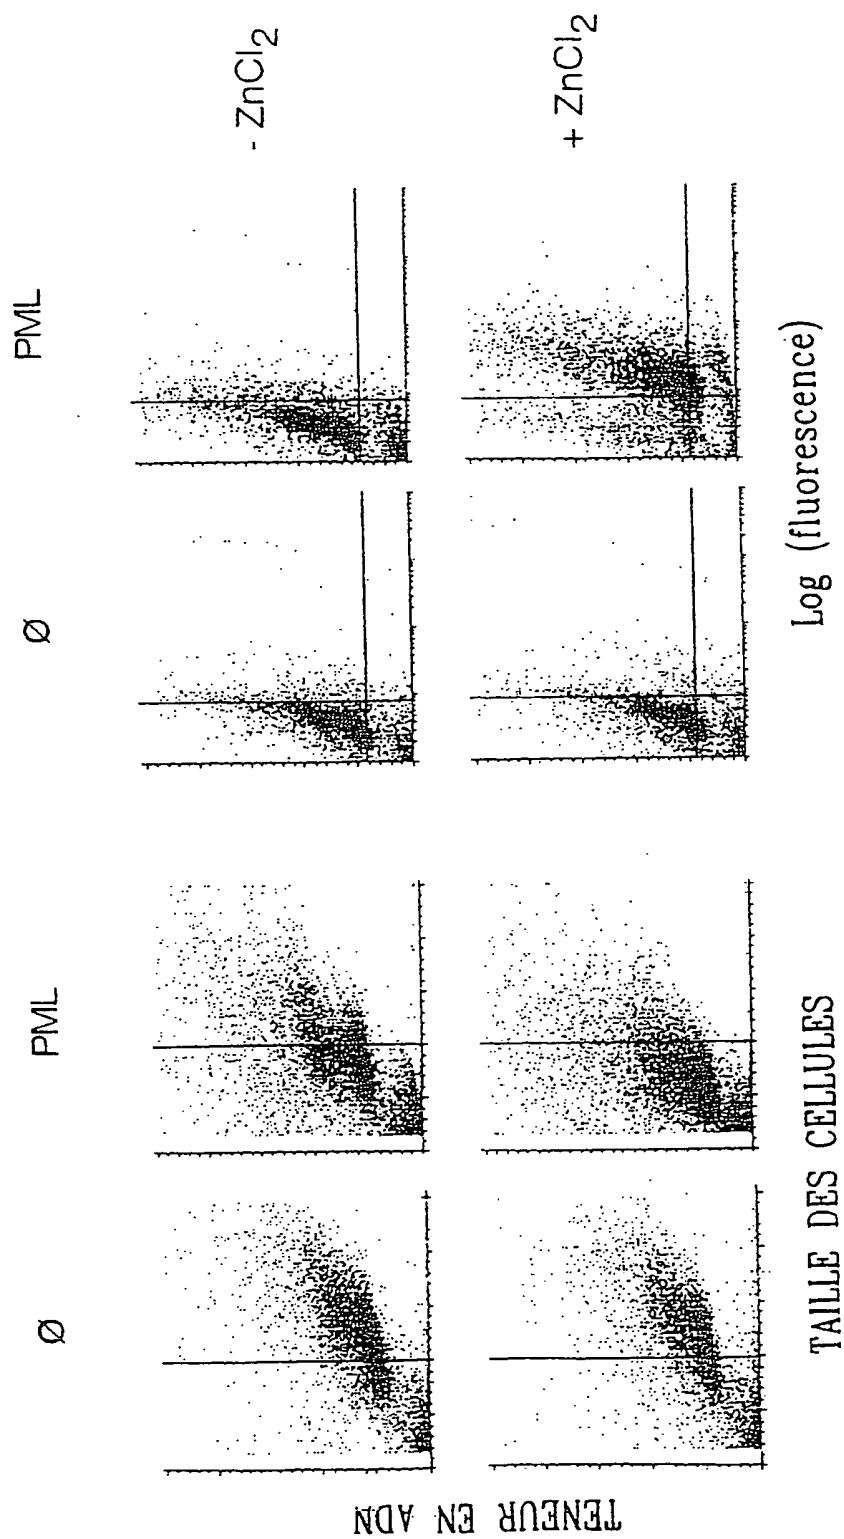 Ø
PML
Ø
PML
- ZnCl₂
+ ZnCl₂
TENEUR EN ADN
TAILLE DES CELLULES
Log (fluorescence)